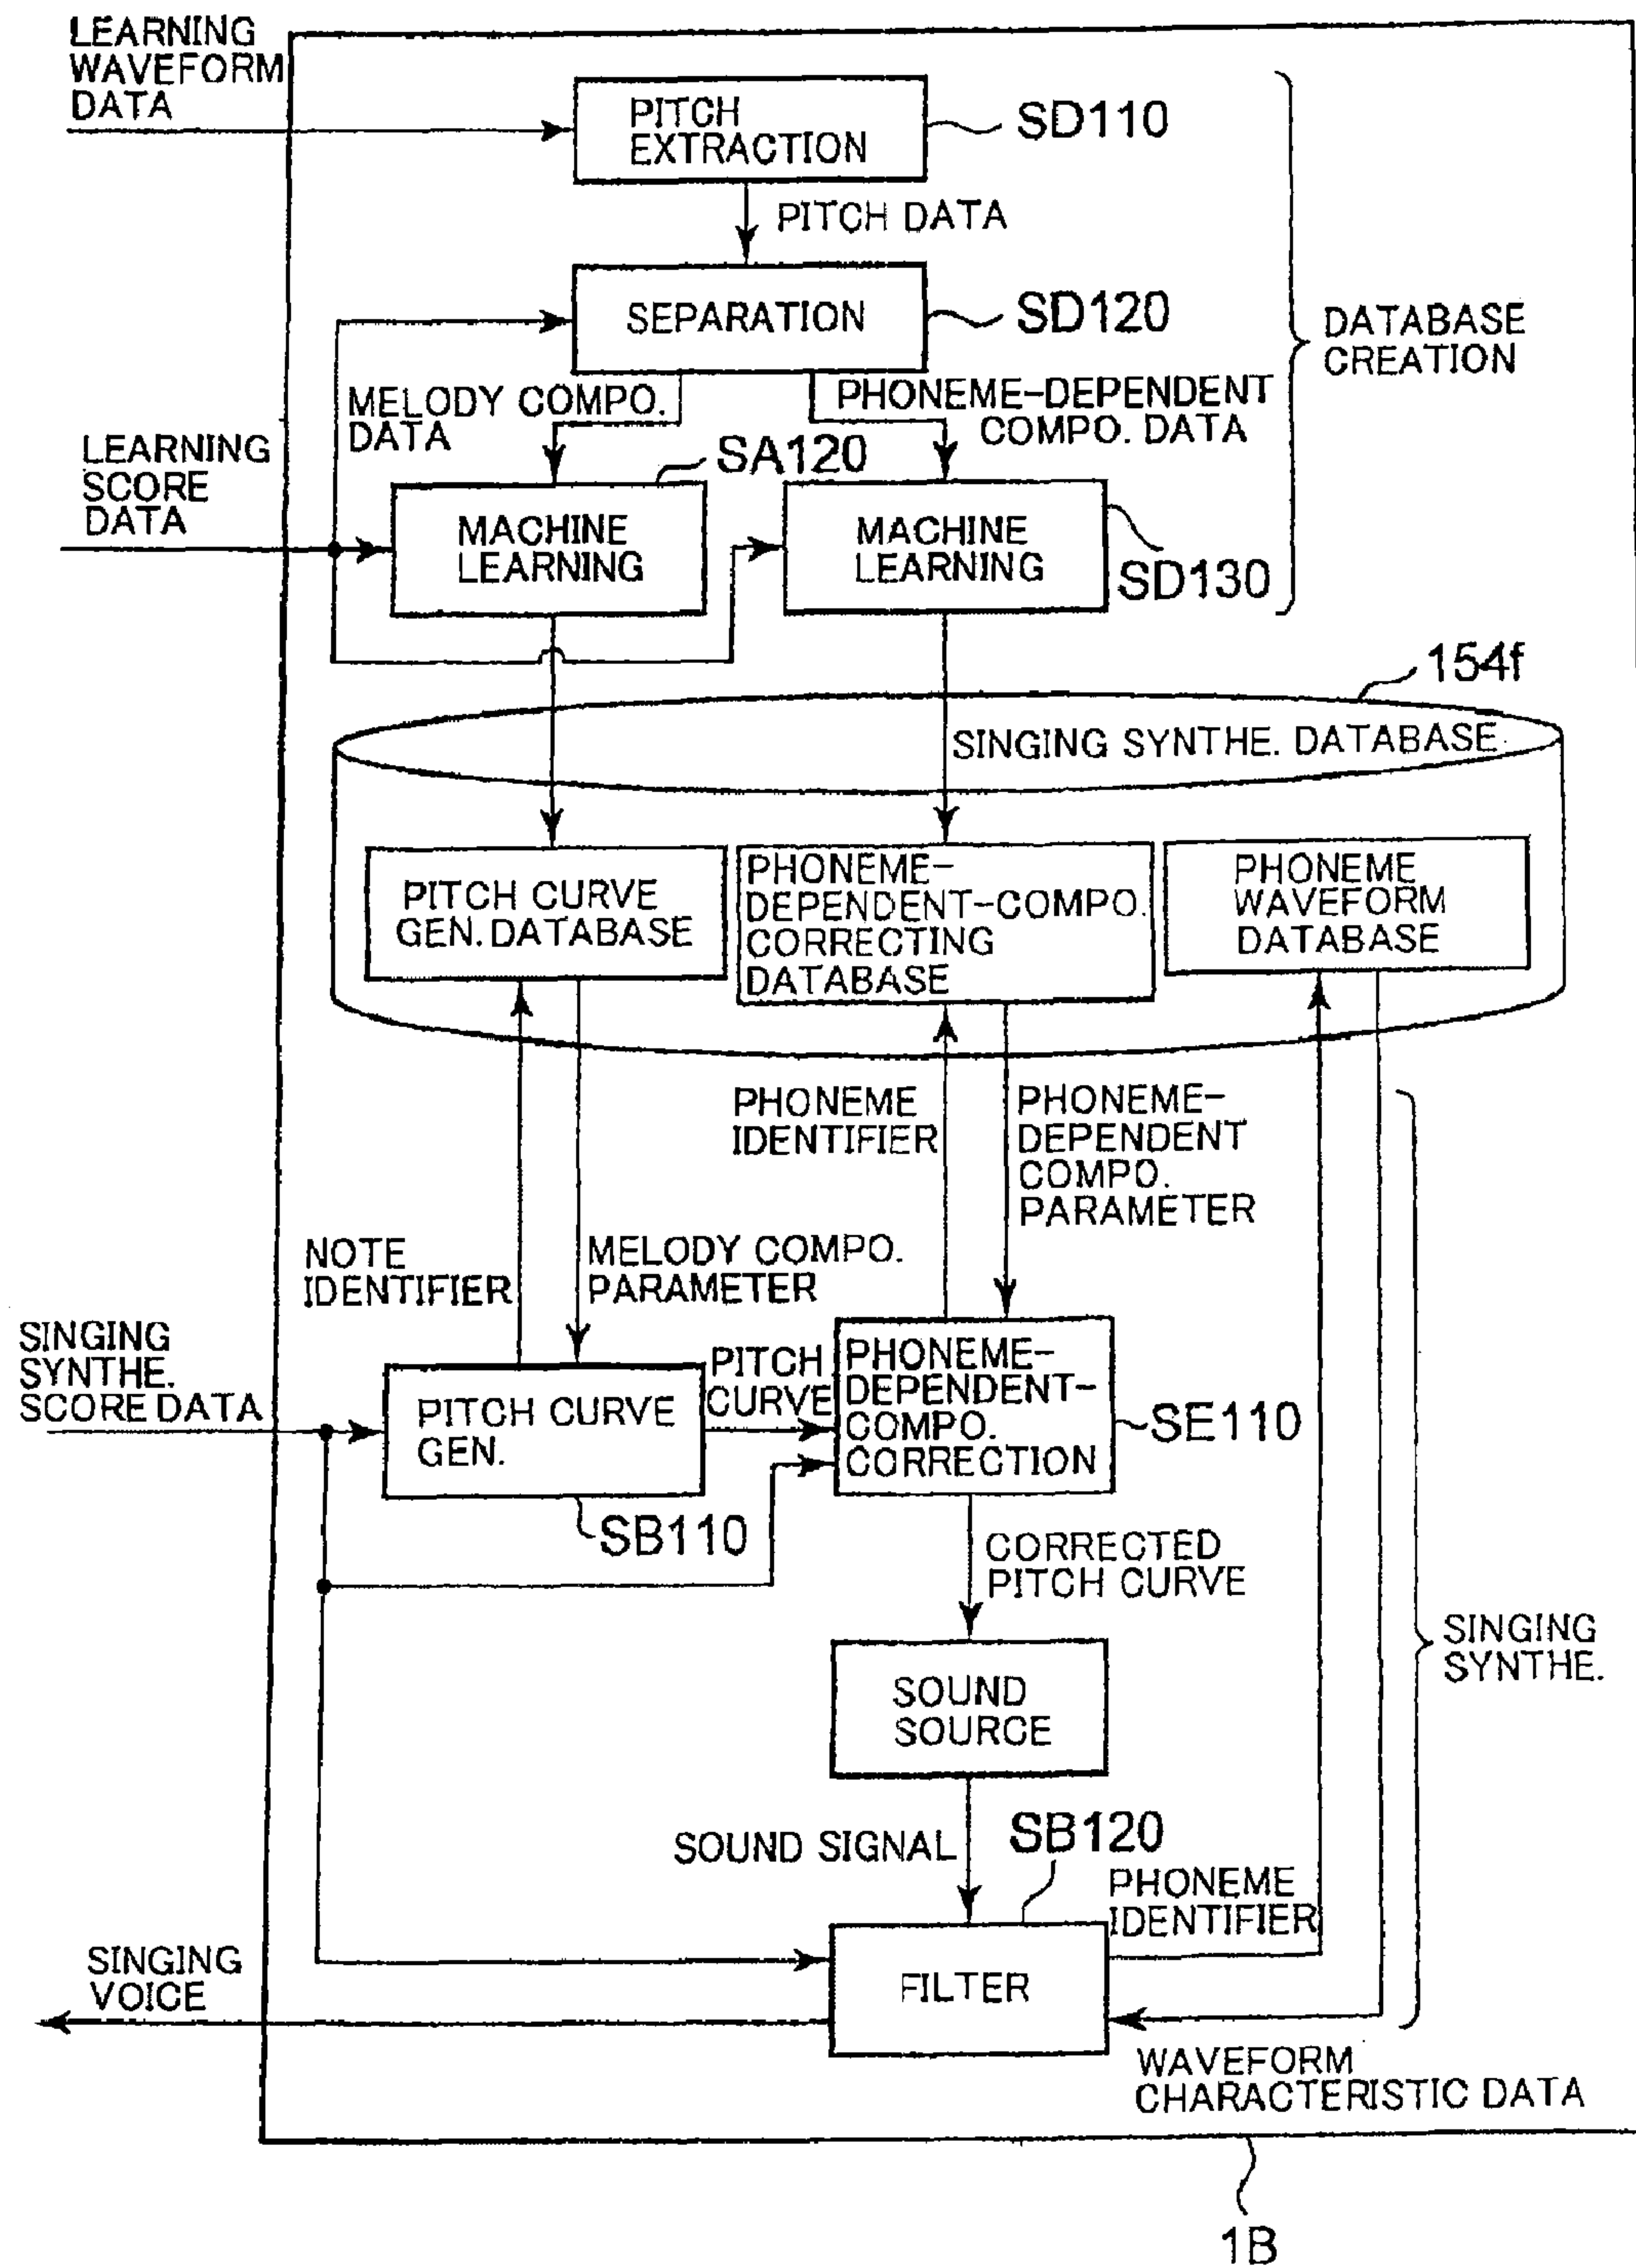 LEARNING
WAVEFORM
DATA
PITCH
EXTRACTION
SD110
PITCH DATA
SEPARATION
SD120
DATABASE
CREATION
MELODY COMPO.
DATA
PHONEME-DEPENDENT
COMPO. DATA
LEARNING
SCORE
DATA
SA120
MACHINE
LEARNING
MACHINE
LEARNING
SD130
154f
SINGING SYNTHE. DATABASE
PITCH CURVE
GEN. DATABASE
PHONEME-
DEPENDENT-COMPO.
CORRECTING
DATABASE
PHONEME
WAVEFORM
DATABASE
PHONEME
IDENTIFIER
PHONEME-
DEPENDENT
COMPO.
PARAMETER
NOTE
IDENTIFIER
MELODY COMPO.
PARAMETER
SINGING
SYNTHE.
SCORE DATA
PITCH CURVE
GEN.
SB110
PITCH
CURVE
PHONEME-
DEPENDENT-
COMPO.
CORRECTION
SE110
CORRECTED
PITCH CURVE
SINGING
SYNTHE.
SOUND
SOURCE
SOUND SIGNAL
SB120
PHONEME
IDENTIFIER
FILTER
SINGING
VOICE
WAVEFORM
CHARACTERISTIC DATA
1B